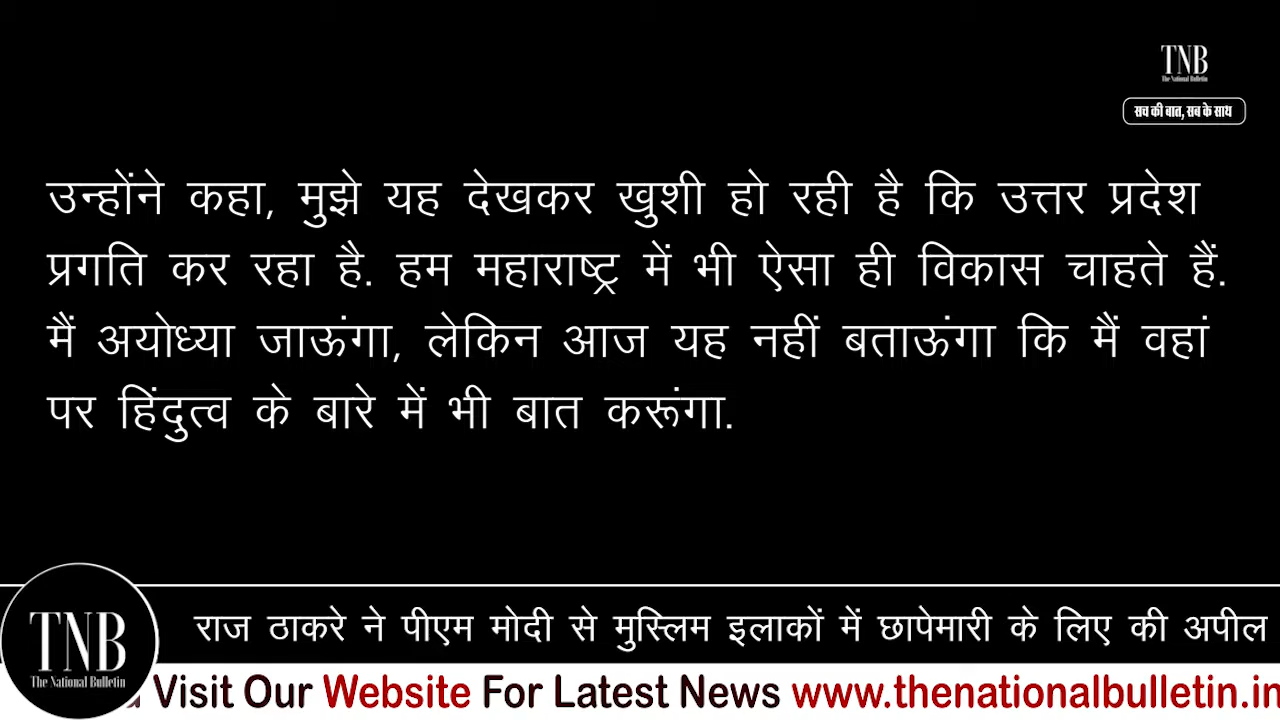 TNB
The National Bulletin
सच की बात, सब के साथ
उन्होंने कहा, मुझे यह देखकर खुशी हो रही है कि उत्तर प्रदेश
प्रगति कर रहा है. हम महाराष्ट्र में भी ऐसा ही विकास चाहते हैं.
मैं अयोध्या जाऊंगा, लेकिन आज यह नहीं बताऊंगा कि मैं वहां
पर हिंदुत्व के बारे में भी बात करूंगा.
राज ठाकरे ने पीएम मोदी से मुस्लिम इलाकों में छापेमारी के लिए की अपील
TNB
The National Bulletin
Visit Our Website For Latest News www.thenationalbulletin.in